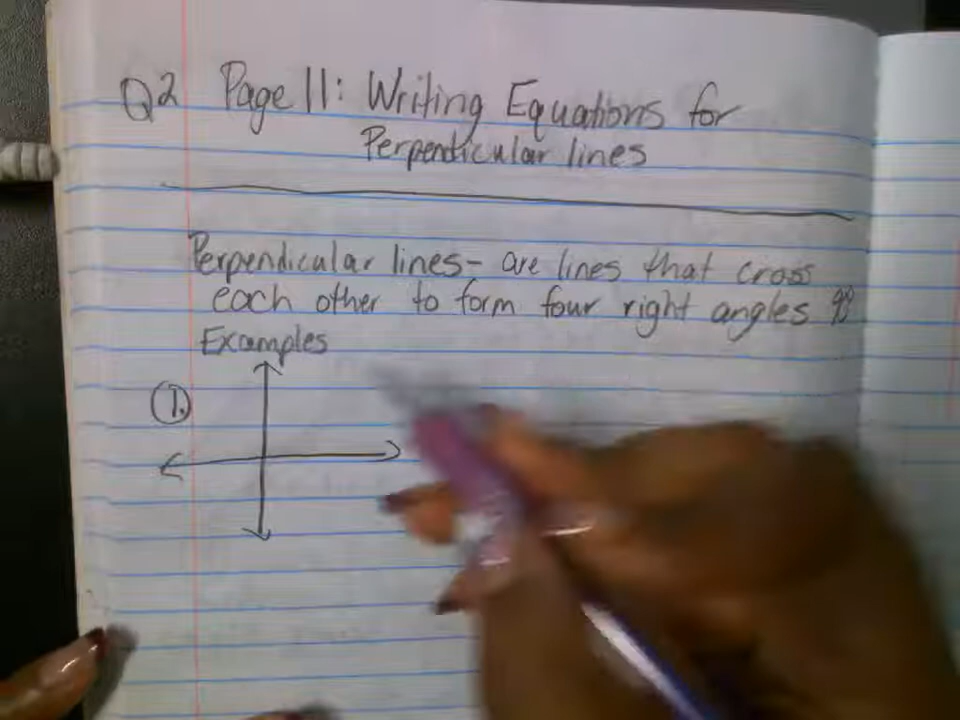 Q2 Page 11: Writing Equations for
Perpendicular lines
Perpendicular lines- are lines that cross
each other to form four right angles 90°
Examples
1.